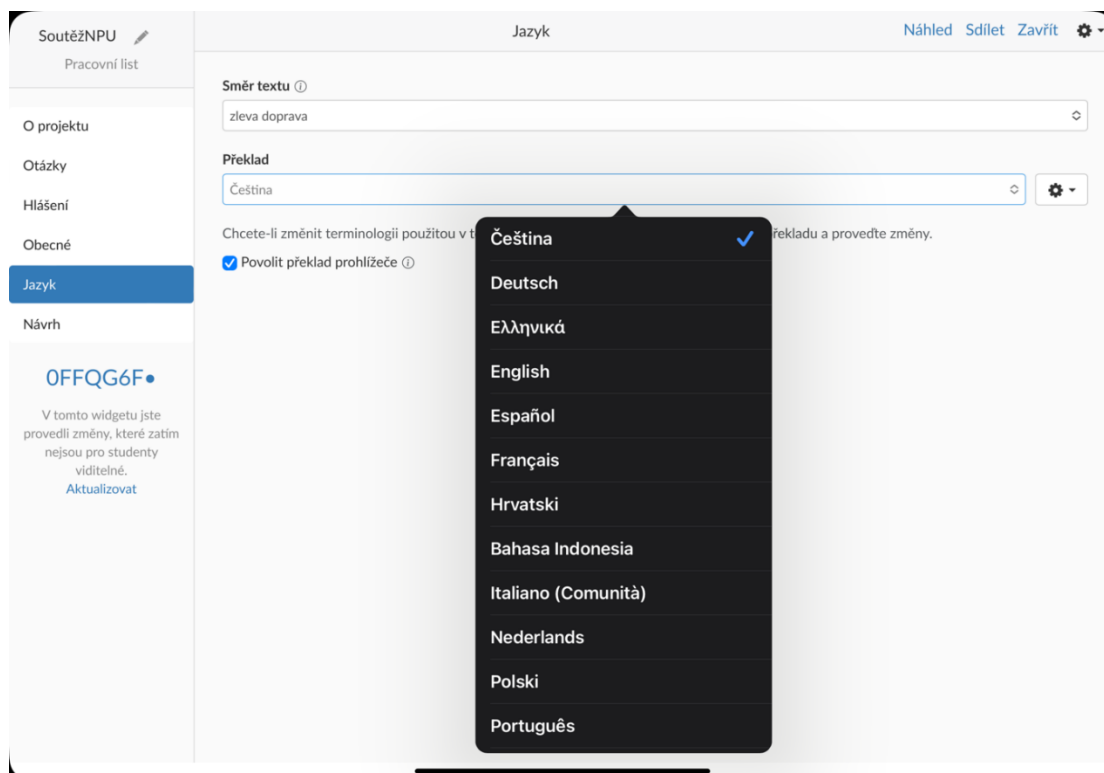 SoutěžNPU
Pracovní list
O projektu
Otázky
Hlášení
Obecné
Jazyk
Návrh
0FFQG6F•
V tomto widgetu jste
provedli změny, které zatím
nejsou pro studenty
viditelné.
Aktualizovat
Jazyk
Náhled Sdílet Zavřít
Směr textu
zleva doprava
Překlad
Čeština
Chcete-li změnit terminologii použitou v t řekladu a proveďte změny.
Povolit překlad prohlížeče
Čeština
Deutsch
Ελληνικά
English
Español
Français
Hrvatski
Bahasa Indonesia
Italiano (Comunità)
Nederlands
Polski
Português